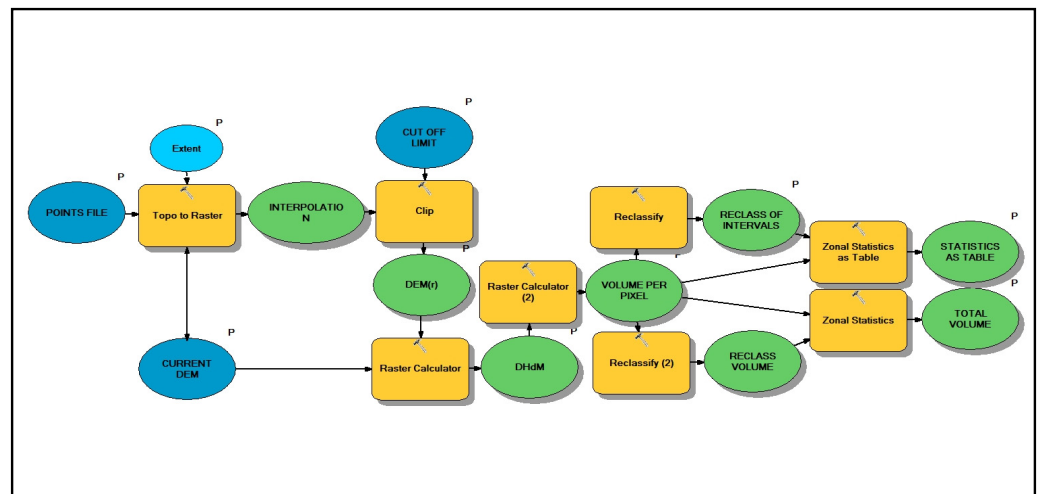 P
CUT OFF
LIMIT
P
Extent
P
POINTS FILE
Topo to Raster
INTERPOLATIO
N
Clip
P
Reclassify
P
RECLASS OF
INTERVALS
P
Zonal Statistics
as Table
STATISTICS
AS TABLE
P
DEM(r)
Raster Calculator
(2)
VOLUME PER
PIXEL
P
Zonal Statistics
TOTAL
VOLUME
P
P
CURRENT
DEM
Raster Calculator
DHdM
Reclassify (2)
RECLASS
VOLUME